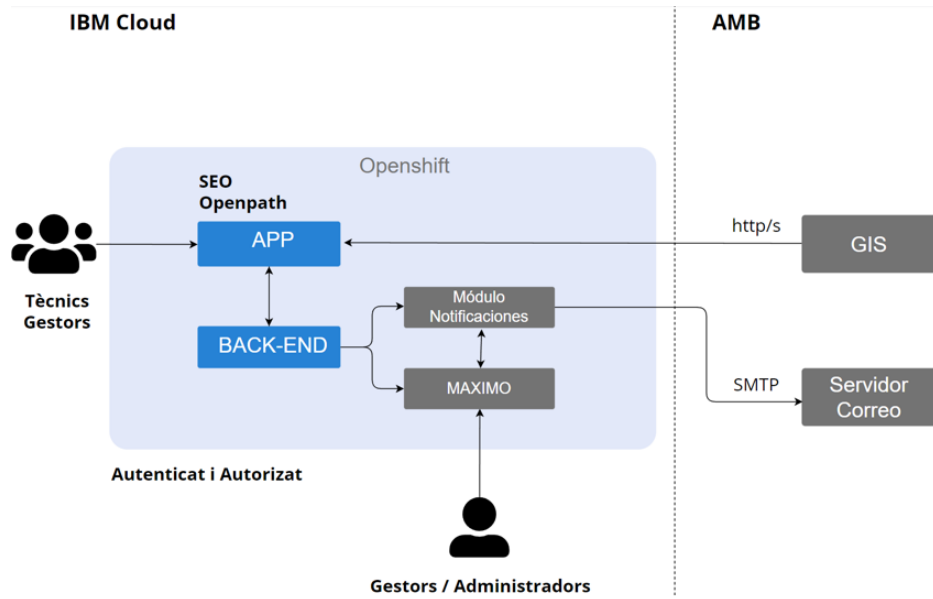 IBM Cloud
AMB
Openshift
SEO
Openpath
APP
http/s
GIS
Tècnics
Gestors
Módulo
Notificaciones
BACK-END
MAXIMO
SMTP
Servidor
Correo
Autenticat i Autorizat
Gestors / Administradors